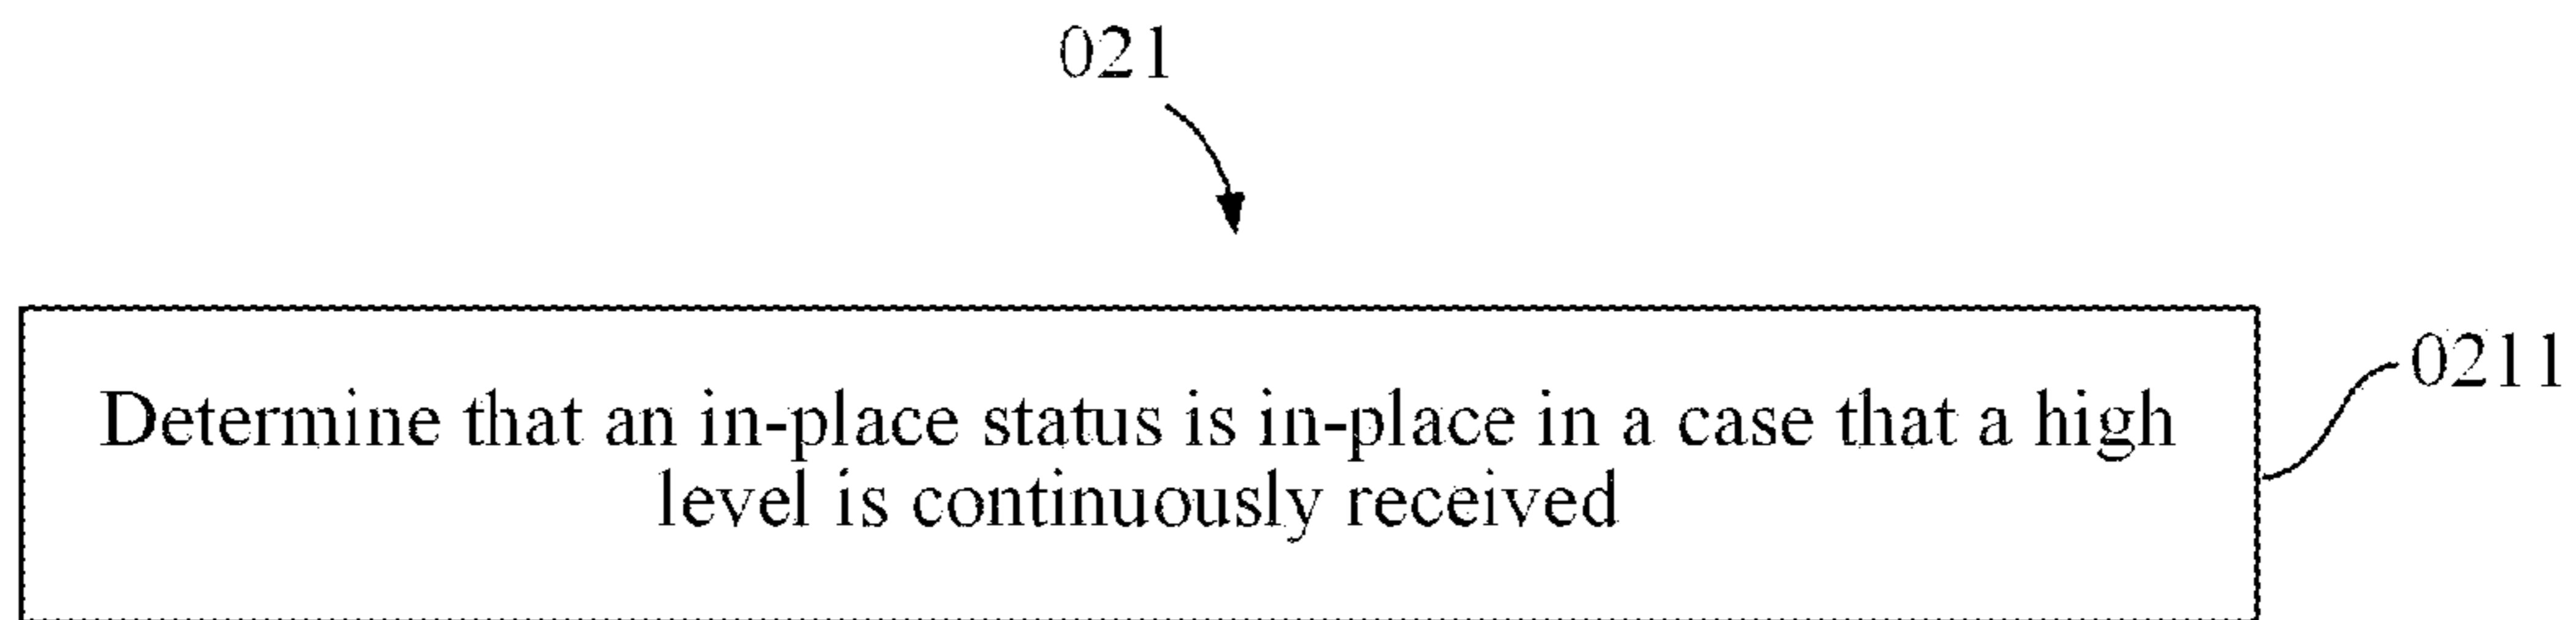 021
0211
Determine that an in-place status is in-place in a case that a high
level is continuously received